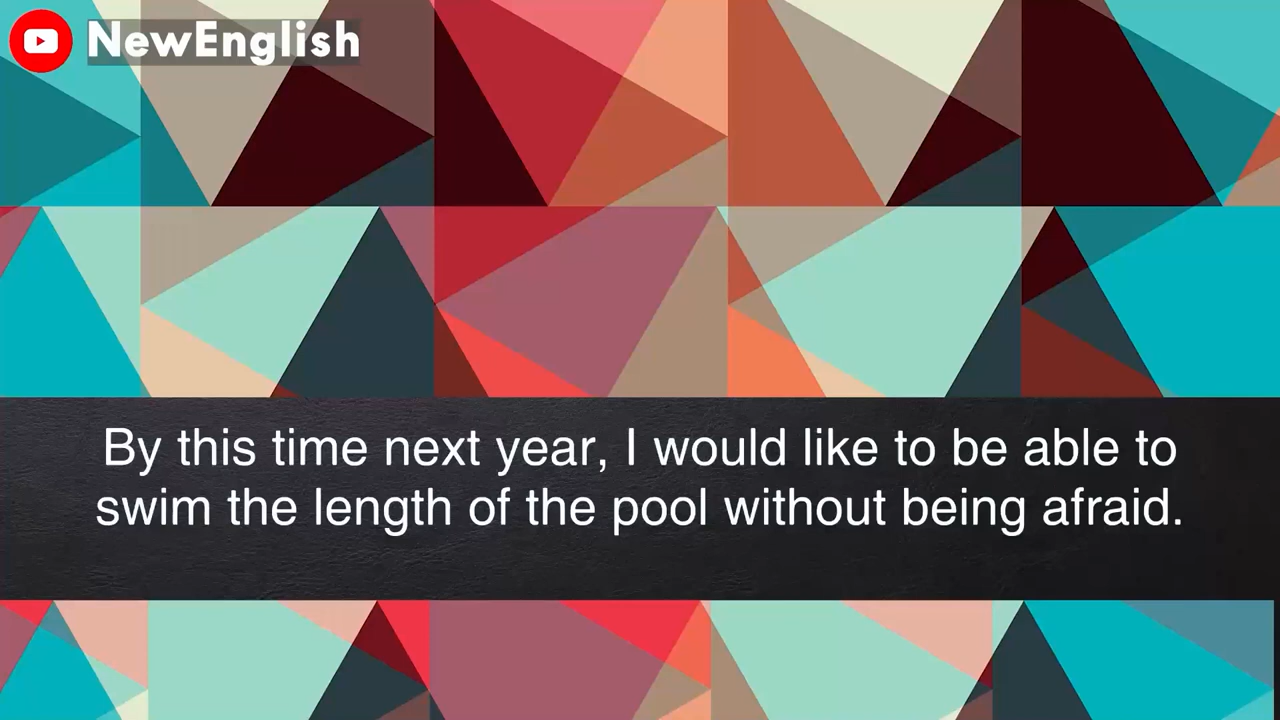 NewEnglish
By this time next year, I would like to be able to
swim the length of the pool without being afraid.